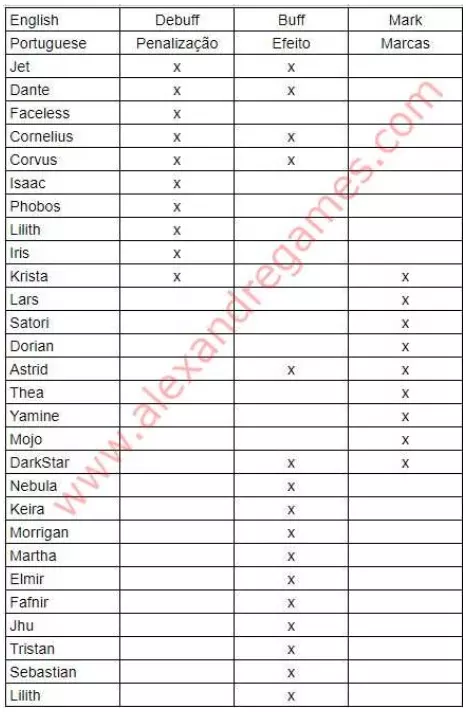 English Debuff Buff Mark
Portuguese Penalização Efeito Marcas
Jet x x
Dante x x
Faceless x
Cornelius x x
Corvus x x
Isaac x
Phobos x
Lilith x
Iris x
Krista x x
Lars x
Satori x
Dorian x
Astrid x x
Thea x
Yamine x
Mojo x
DarkStar x x
Nebula x
Keira x
Morrigan x
Martha x
Elmir x
Fafnir x
Jhu x
Tristan x
Sebastian x
Lilith x
www.alexandregames.com